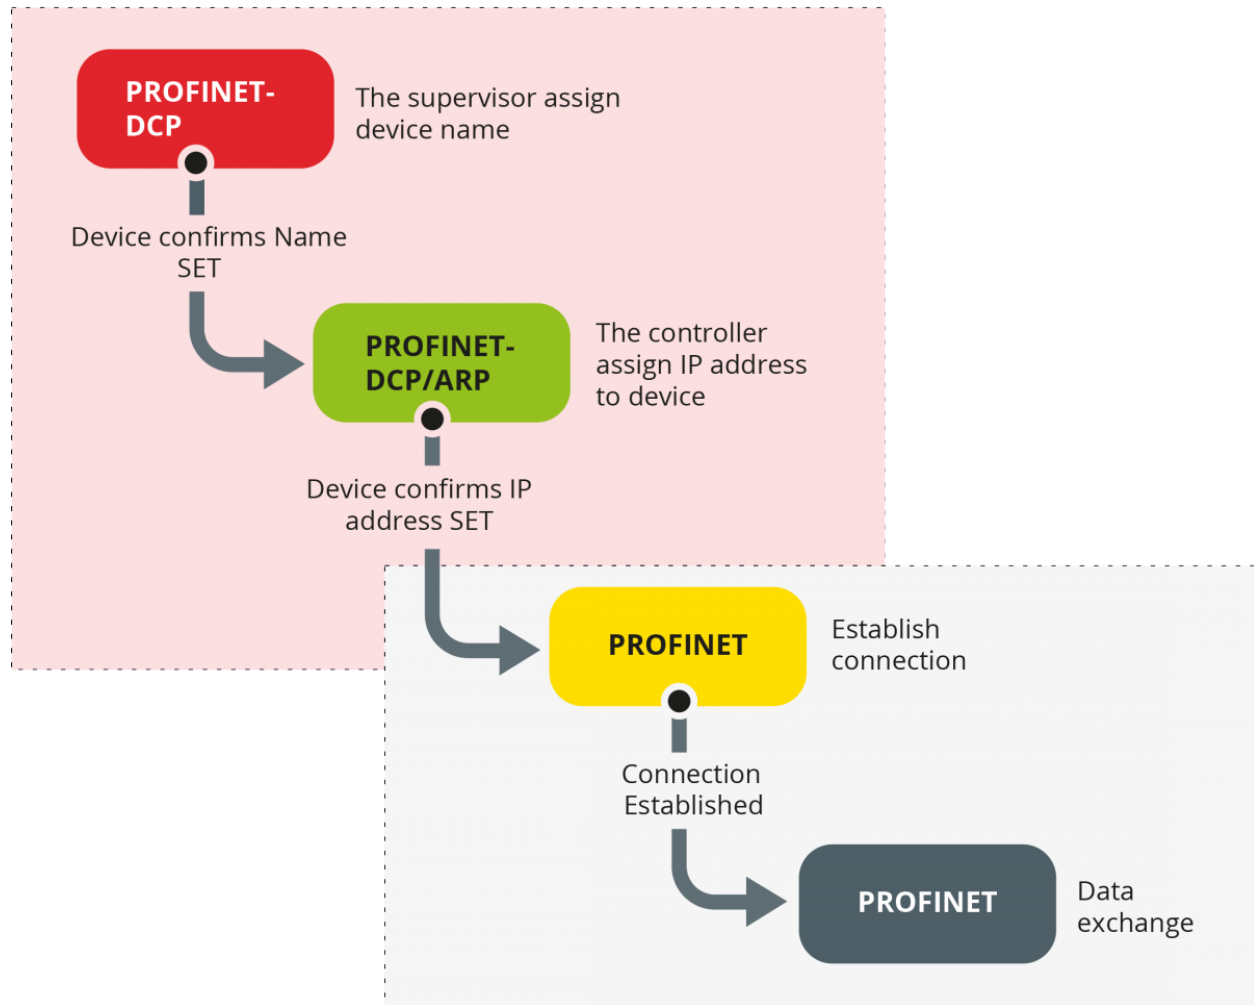 PROFINET-
DCP
The supervisor assign
device name
Device confirms Name
SET
PROFINET-
DCP/ARP
The controller
assign IP address
to device
Device confirms IP
address SET
PROFINET
Establish
connection
Connection
Established
PROFINET
Data
exchange